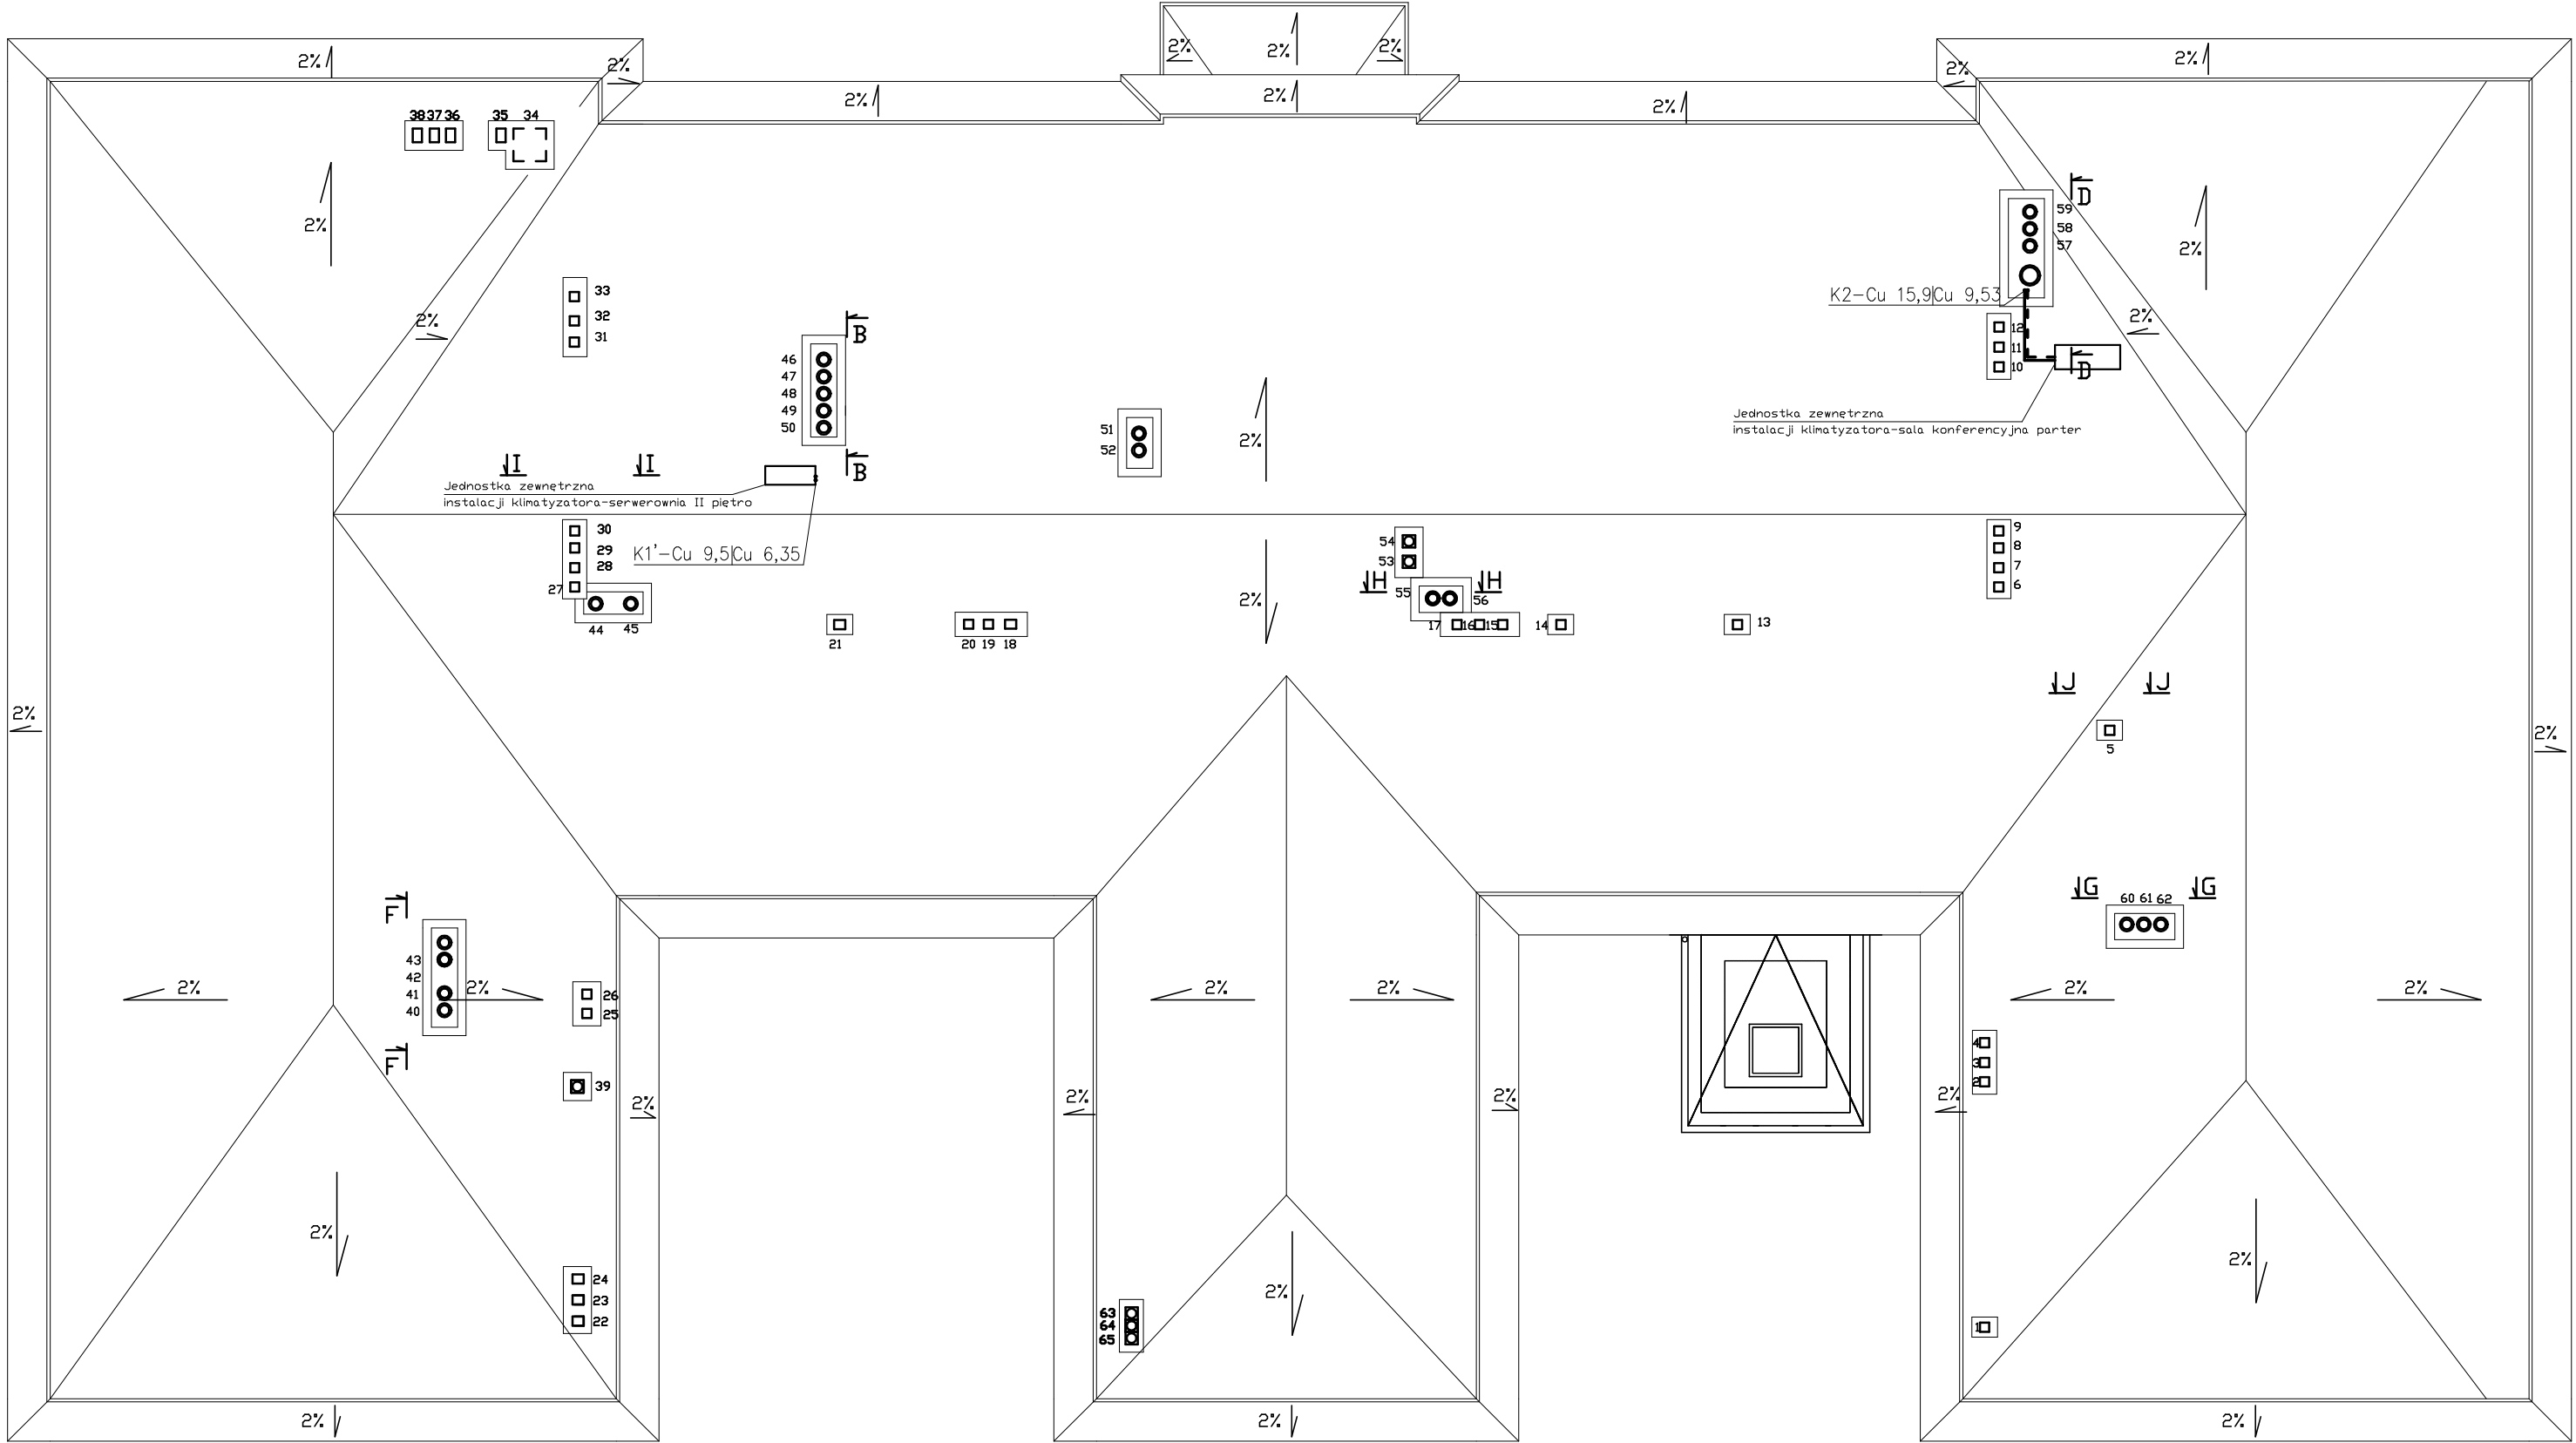 2% 2% 2%
2% 2% 2% 2% 2%
2% 2% 2%
38 37 36 35 34
D
59
58
57
2% 2%
33
32
31
K2-Cu 15,9|Cu 9,53
2% 2%
12
11
10
B
D
46
47
48
49
50
51
52
2%
Jednostka zewnętrzna
instalacji klimatyzatora-sala konferencyjna parter
I I B
Jednostka zewnętrzna
instalacji klimatyzatora-serwerownia II piętro
K1'-Cu 9,5|Cu 6,35
30
29
28
27
44 45
54
53
H H
55 56
9
8
7
6
2%
21
20 19 18
17 16 15 14 13
J J
5
2% 2%
F
G G
60 61 62
43
42
41
40
2% 2% 2% 2% 2% 2%
26
25
F
39
4
3
2
2% 2% 2% 2%
2% 2% 2%
24
23
22
63
64
65
1
2% 2% 2%